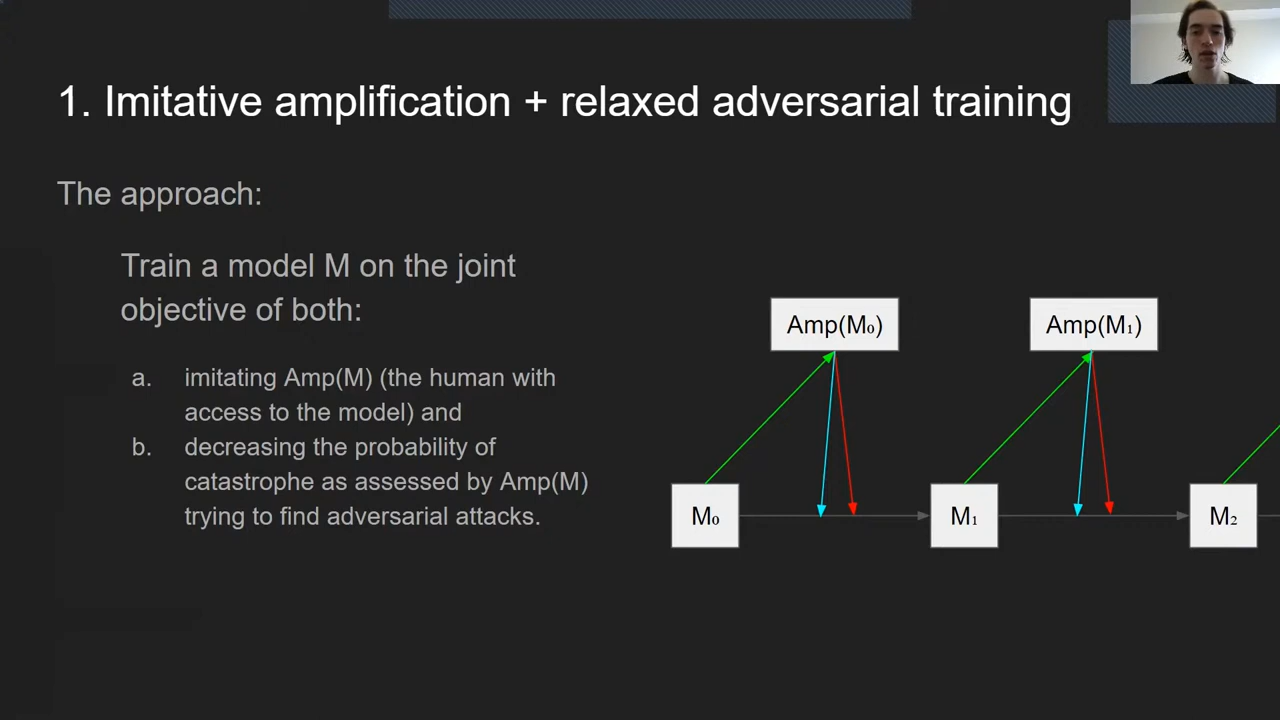 1. Imitative amplification + relaxed adversarial training
The approach:
Train a model M on the joint
objective of both:
a. imitating Amp(M) (the human with
access to the model) and
b. decreasing the probability of
catastrophe as assessed by Amp(M)
trying to find adversarial attacks.
Amp(M₀)
Amp(M₁)
M₀
M₁
M₂